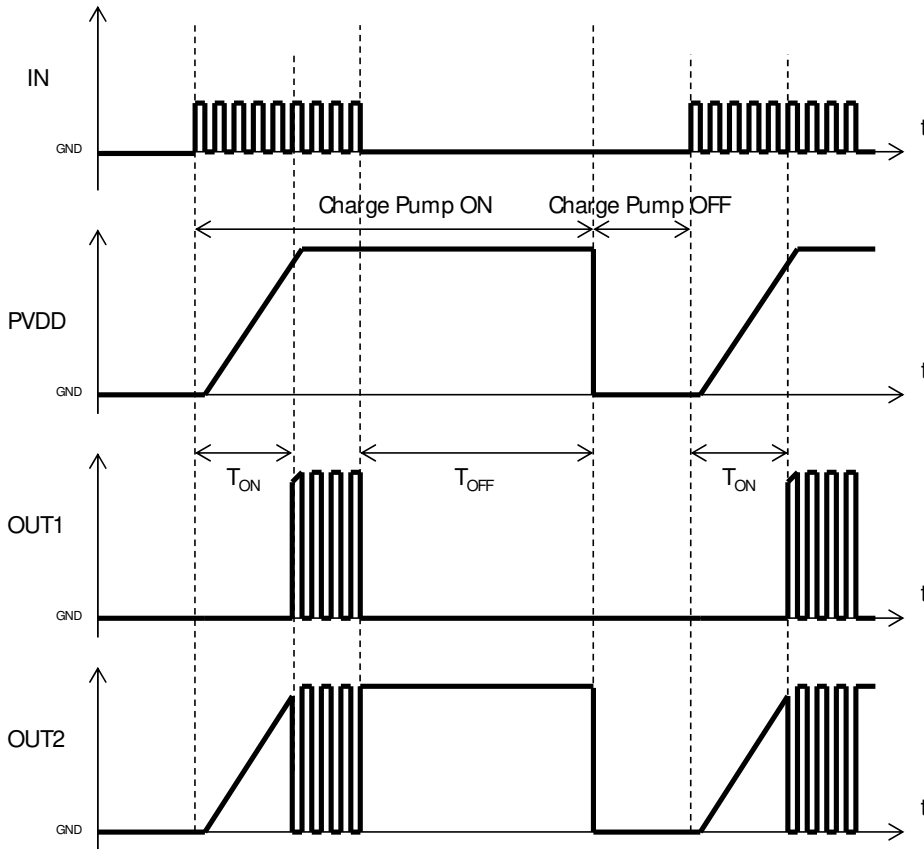 IN
GND
t
Charge Pump ON
Charge Pump OFF
PVDD
GND
t
TON
TOFF
TON
OUT1
GND
t
OUT2
GND
t